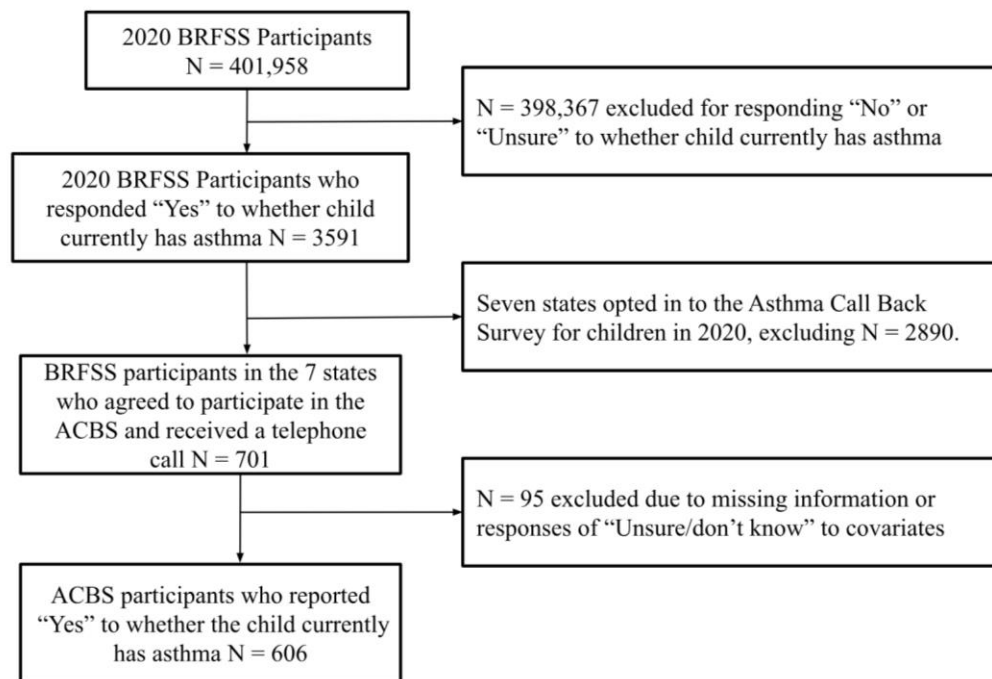 2020 BRFSS Participants
N = 401,958
N = 398,367 excluded for responding “No” or
“Unsure” to whether child currently has asthma
2020 BRFSS Participants who
responded “Yes” to whether child
currently has asthma N = 3591
Seven states opted in to the Asthma Call Back
Survey for children in 2020, excluding N = 2890.
BRFSS participants in the 7 states
who agreed to participate in the
ACBS and received a telephone
call N = 701
N = 95 excluded due to missing information or
responses of “Unsure/don’t know” to covariates
ACBS participants who reported
“Yes” to whether the child currently
has asthma N = 606